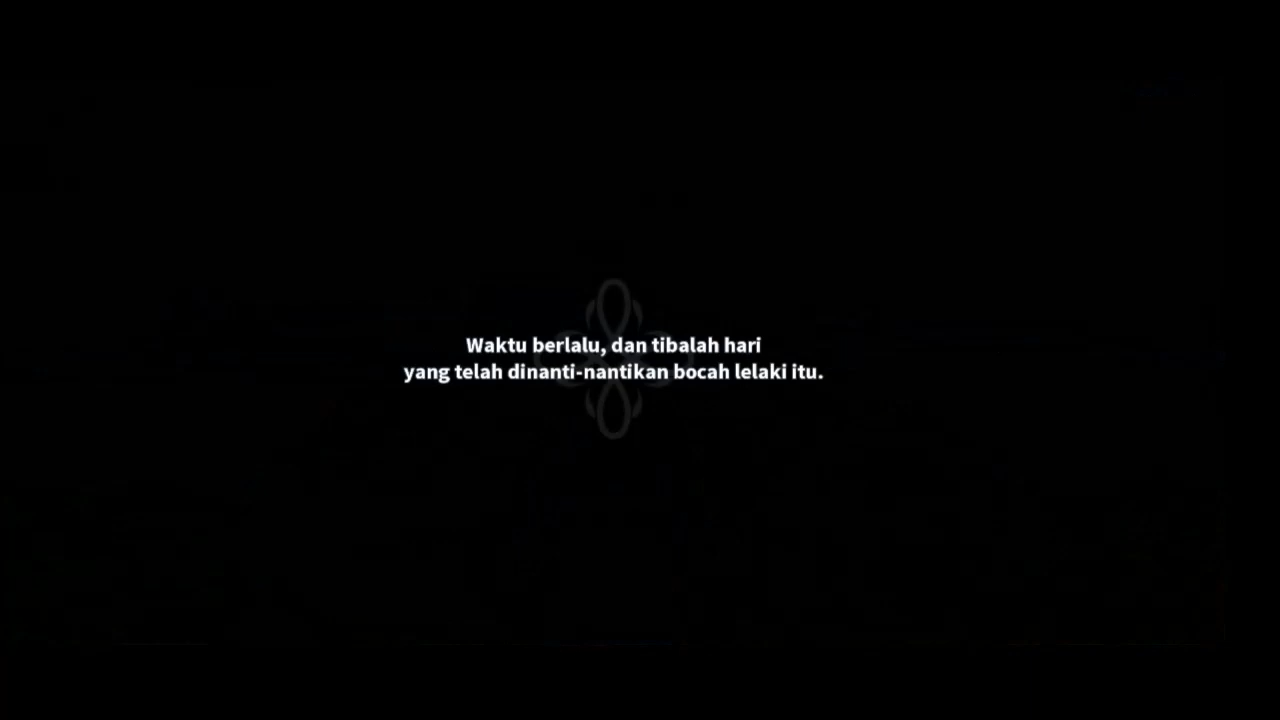 Waktu berlalu, dan tibalah hari
yang telah dinanti-nantikan bocah lelaki itu.